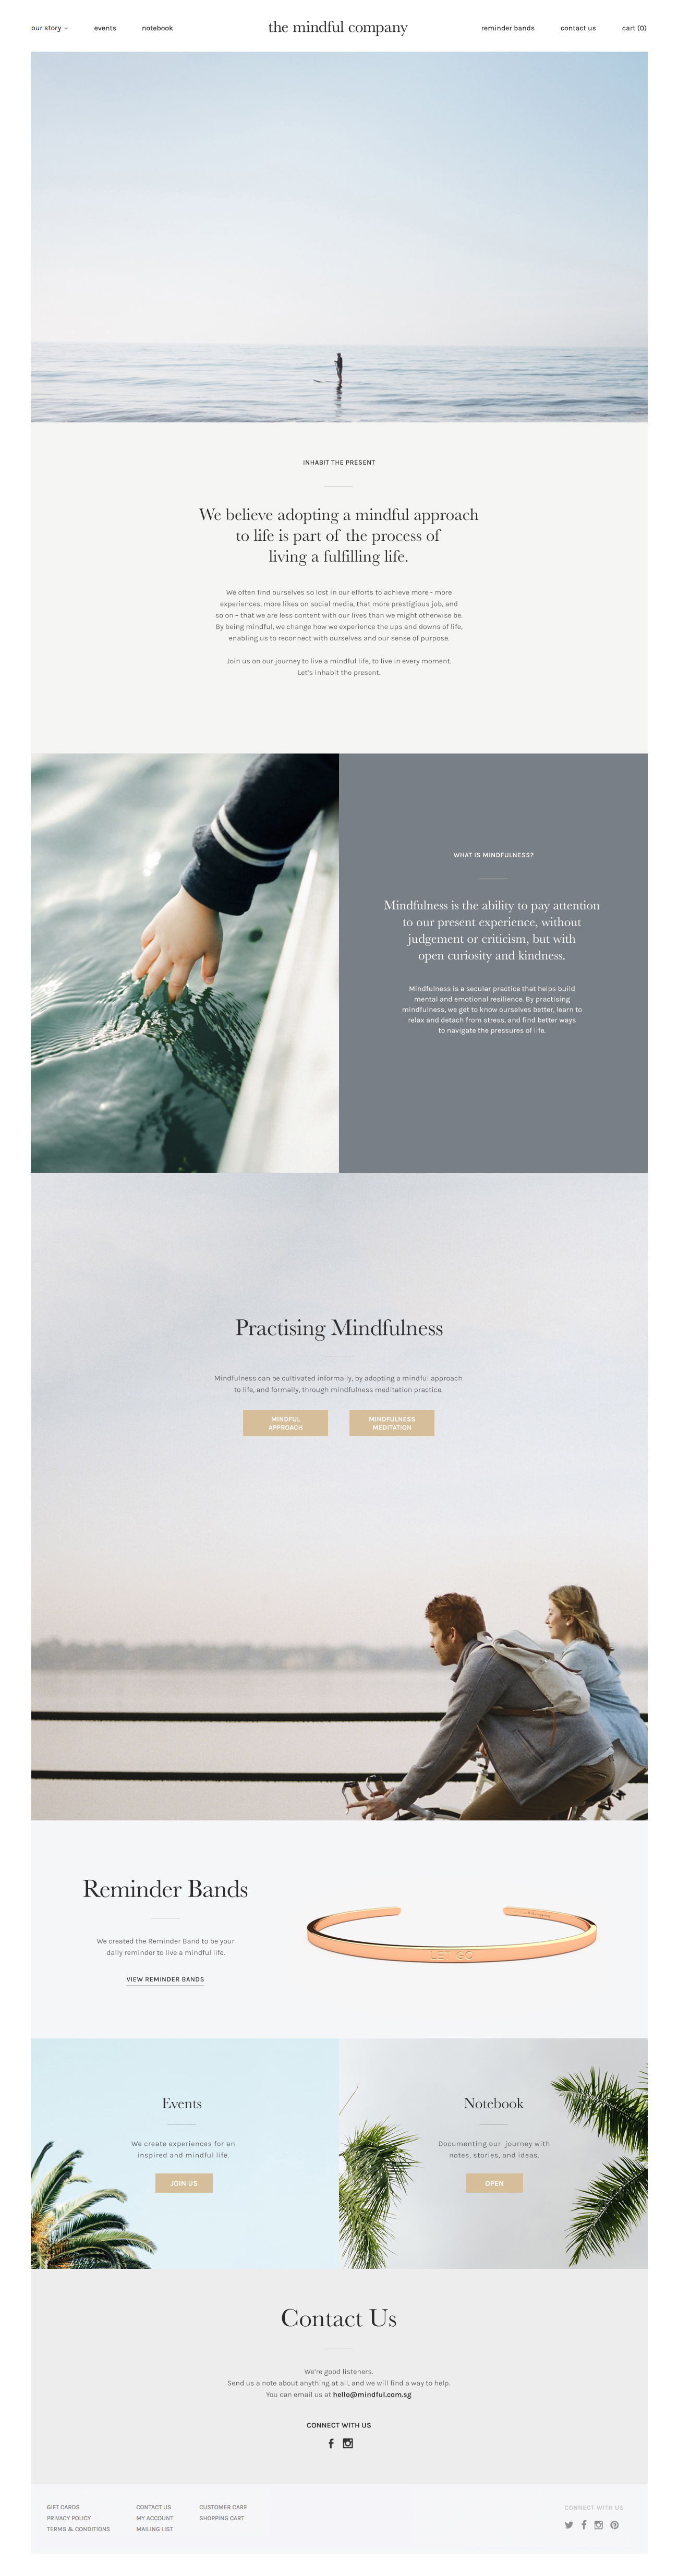 our story
events
notebook
the mindful company
reminder bands
contact us
cart (0)
INHABIT THE PRESENT
We believe adopting a mindful approach
to life is part of the process of
living a fulfilling life.
We often find ourselves so lost in our efforts to achieve more - more
experiences, more likes on social media, that more prestigious job, and
so on – that we are less content with our lives than we might otherwise be.
By being mindful, we change how we experience the ups and downs of life,
enabling us to reconnect with ourselves and our sense of purpose.
Join us on our journey to live a mindful life, to live in every moment.
Let's inhabit the present.
WHAT IS MINDFULNESS?
Mindfulness is the ability to pay attention
to our present experience, without
judgement or criticism, but with
open curiosity and kindness.
Mindfulness is a secular practice that helps build
mental and emotional resilience. By practising
mindfulness, we get to know ourselves better, learn to
relax and detach from stress, and find better ways
to navigate the pressures of life.
Practising Mindfulness
Mindfulness can be cultivated informally, by adopting a mindful approach
to life, and formally, through mindfulness meditation practice.
MINDFUL
APPROACH
MINDFULNESS
MEDITATION
Reminder Bands
We created the Reminder Band to be your
daily reminder to live a mindful life.
VIEW REMINDER BANDS
LET GO
Events
We create experiences for an
inspired and mindful life.
JOIN US
Notebook
Documenting our journey with
notes, stories, and ideas.
OPEN
Contact Us
We're good listeners.
Send us a note about anything at all, and we will find a way to help.
You can email us at hello@mindful.com.sg
CONNECT WITH US
GIFT CARDS
PRIVACY POLICY
TERMS & CONDITIONS
CONTACT US
MY ACCOUNT
MAILING LIST
CUSTOMER CARE
SHOPPING CART
CONNECT WITH US